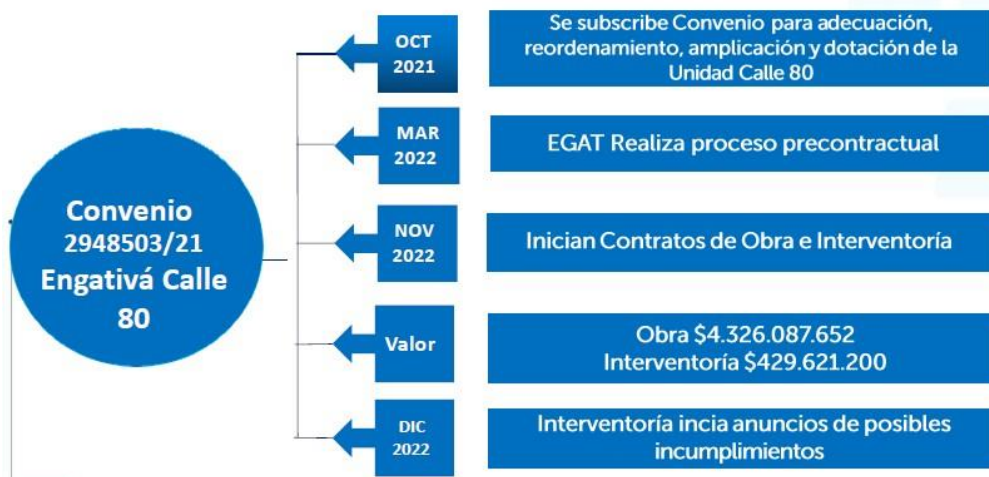 Convenio
2948503/21
Engativá Calle
80
OCT
2021
Se subscribe Convenio para adecuación,
reordenamiento, amplicación y dotación de la
Unidad Calle 80
MAR
2022
EGAT Realiza proceso precontractual
NOV
2022
Inician Contratos de Obra e Interventoría
Valor
Obra $4.326.087.652
Interventoría $429.621.200
DIC
2022
Interventoría incia anuncios de posibles
incumplimientos